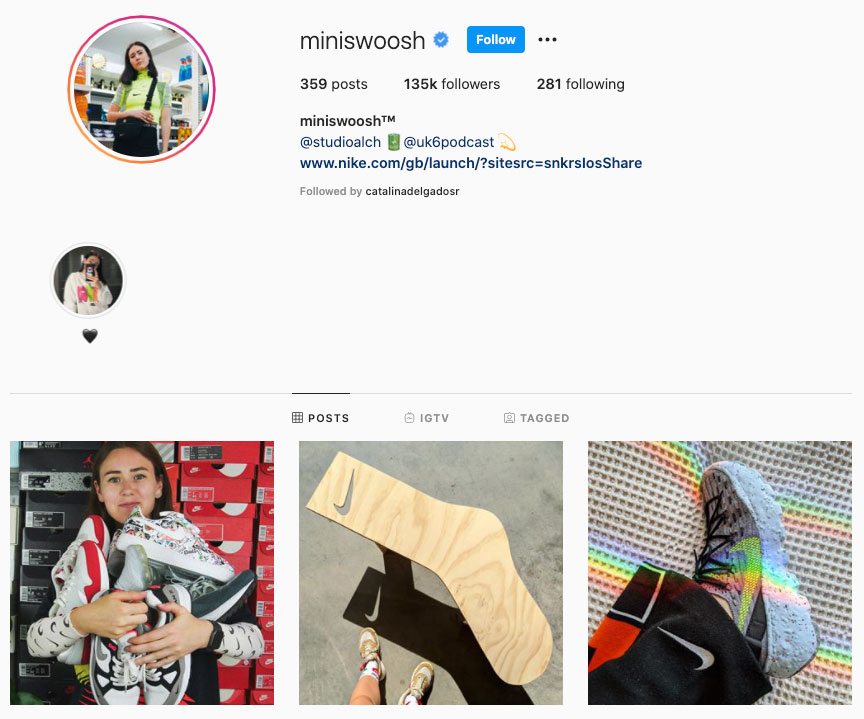 miniswoosh Follow
359 posts 135k followers 281 following
miniswoosh™
@studioalch 🛢@uk6podcast 💫
www.nike.com/gb/launch/?sitesrc=snkrsIosShare
Followed by catalinadelgadosr
🖤
POSTS IGTV TAGGED